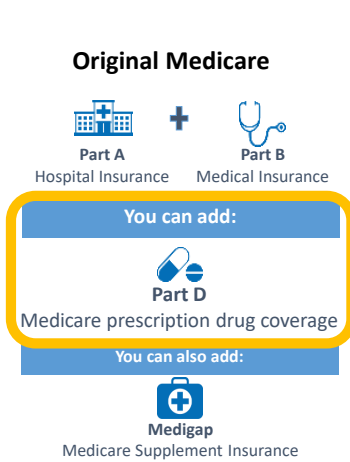 Original Medicare
Part A
Hospital Insurance
Part B
Medical Insurance
You can add:
Part D
Medicare prescription drug coverage
You can also add:
Medigap
Medicare Supplement Insurance